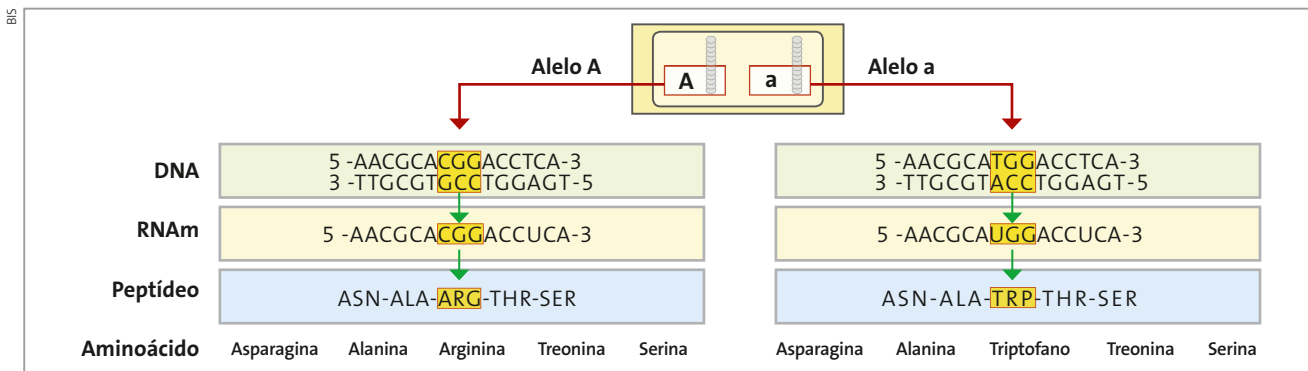 BIS
Alelo A
A
a
Alelo a
DNA
5 -AACGCACGGACCTCA-3
3 -TTGCGTGCCTGGAGT-5
5 -AACGCATGGACCTCA-3
3 -TTGCGTACCTGGAGT-5
RNAm
5 -AACGCACGGACCUCA-3
5 -AACGCAUGGACCUCA-3
Peptídeo
ASN-ALA-ARG-THR-SER
ASN-ALA-TRP-THR-SER
Aminoácido
Asparagina Alanina Arginina Treonina Serina
Asparagina Alanina Triptofano Treonina Serina